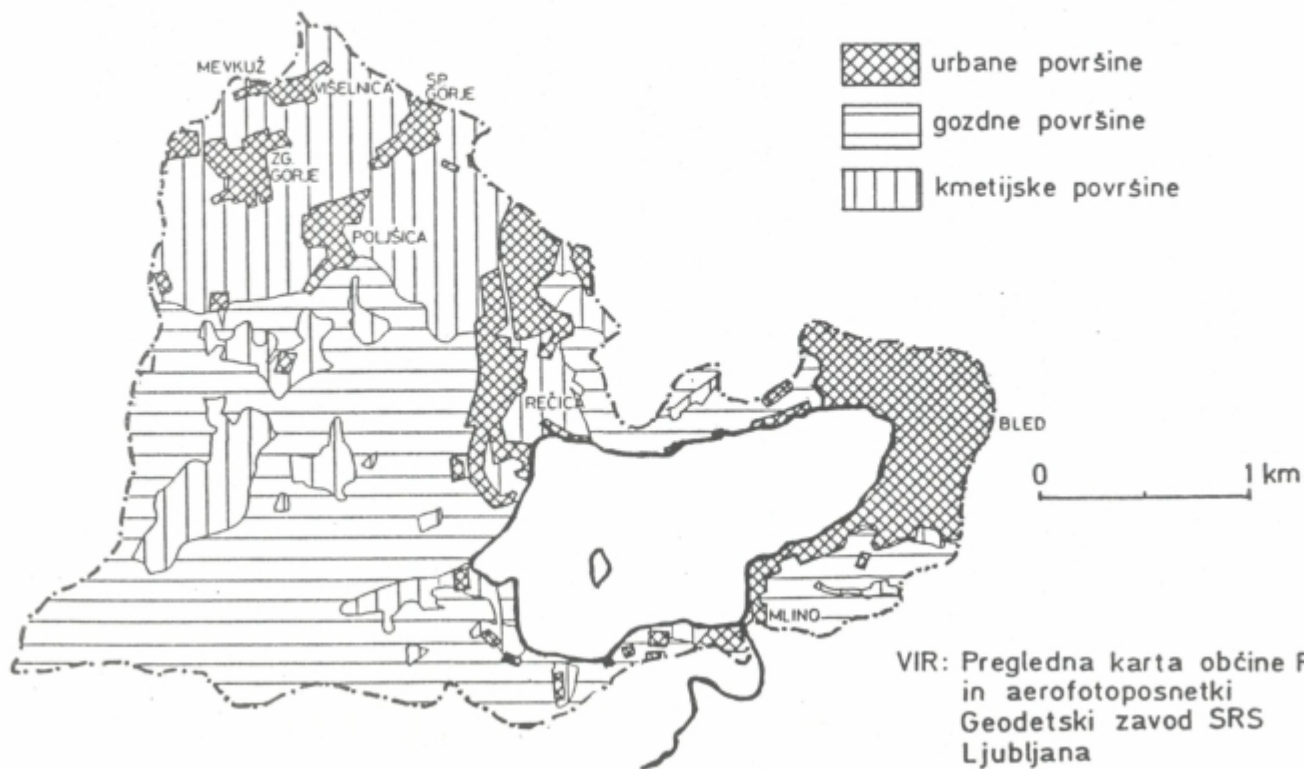 MEVKUŽ
VIŠELNICA
SP.
GORJE
ZG.
GORJE
POLJŠICA
REČICA
BLED
MLINO
urbane površine
gozdne površine
kmetijske površine
0 1 km
VIR: Pregledna karta občine
in aerofotoposnetki
Geodetski zavod SRS
Ljubljana